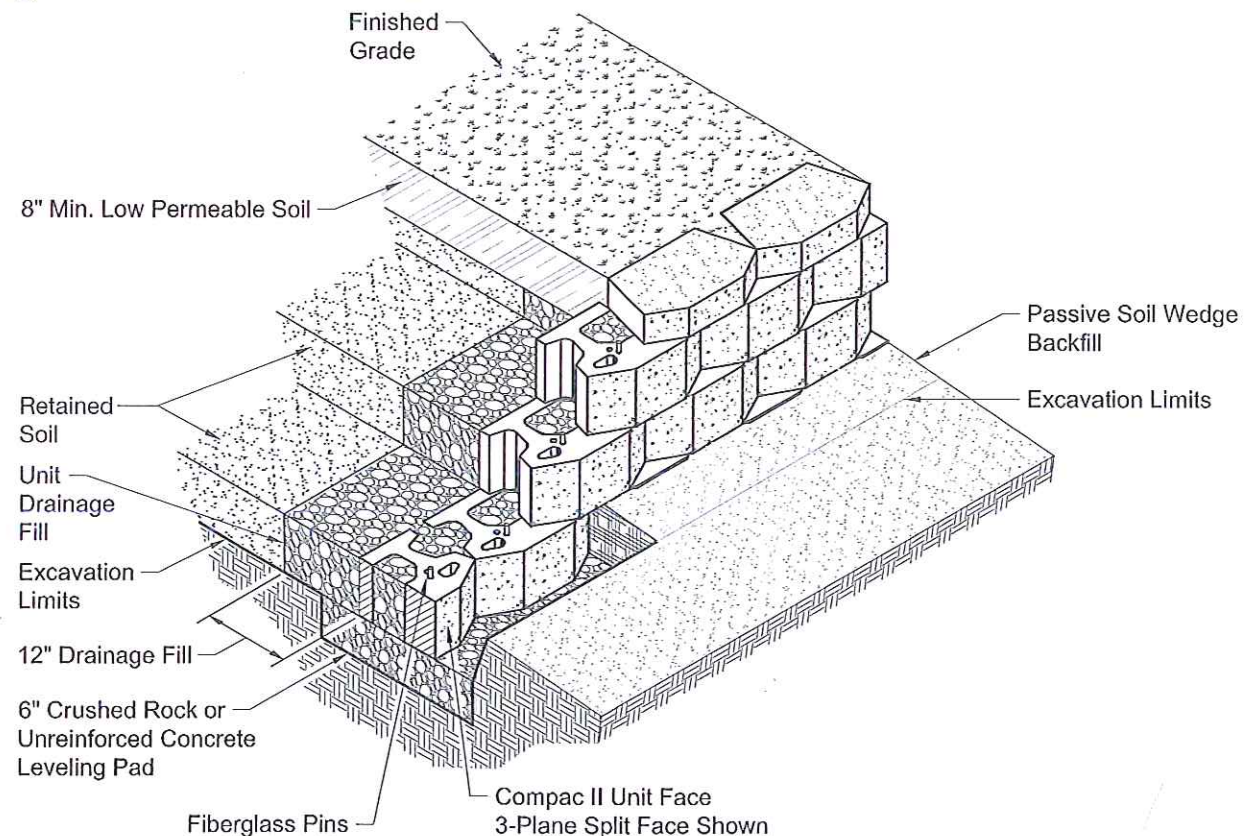 Finished
Grade
8" Min. Low Permeable Soil
Passive Soil Wedge
Backfill
Excavation Limits
Retained
Soil
Unit
Drainage
Fill
Excavation
Limits
12" Drainage Fill
6" Crushed Rock or
Unreinforced Concrete
Leveling Pad
Fiberglass Pins
Compac II Unit Face
3-Plane Split Face Shown